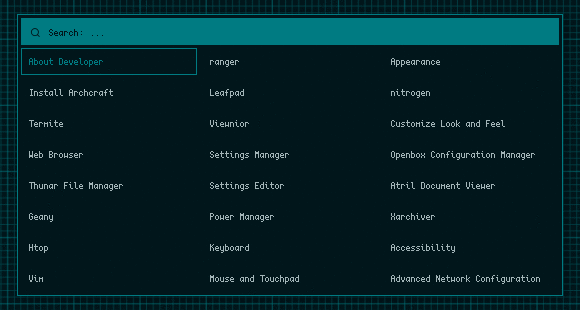 Search: ...
About Developer
Install Archcraft
Termite
Web Browser
Thunar File Manager
Geany
Htop
Vim
ranger
Leafpad
Viewnior
Settings Manager
Settings Editor
Power Manager
Keyboard
Mouse and Touchpad
Appearance
nitrogen
Customize Look and Feel
Openbox Configuration Manager
Atril Document Viewer
Xarchiver
Accessibility
Advanced Network Configuration